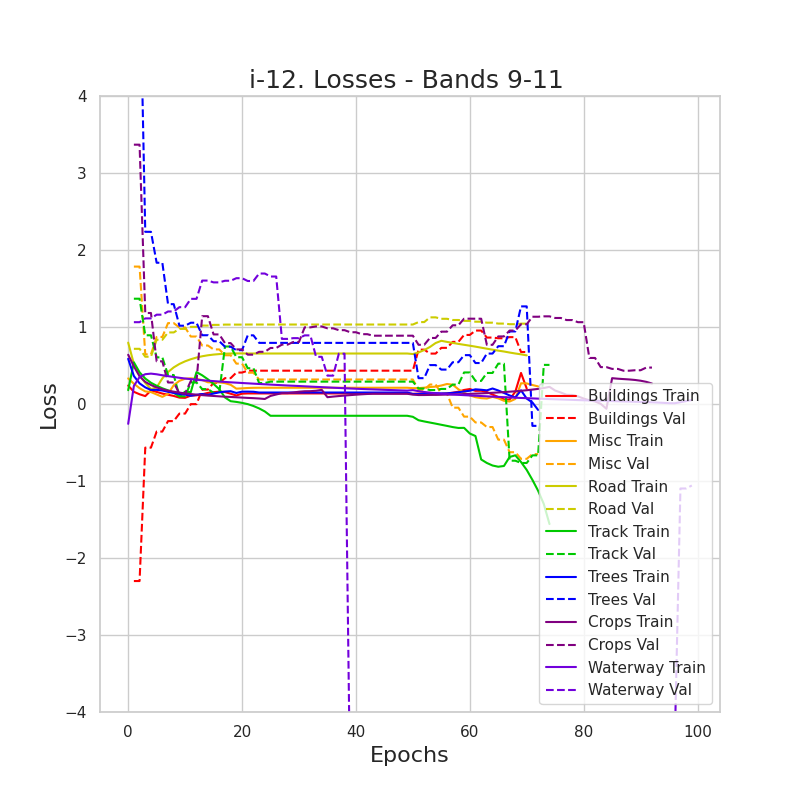 i-12. Losses - Bands 9-11
4
3
2
1
0
−1
−2
−3
−4
Loss
0
20
40
60
80
100
Epochs
Buildings Train
Buildings Val
Misc Train
Misc Val
Road Train
Road Val
Track Train
Track Val
Trees Train
Trees Val
Crops Train
Crops Val
Waterway Train
Waterway Val